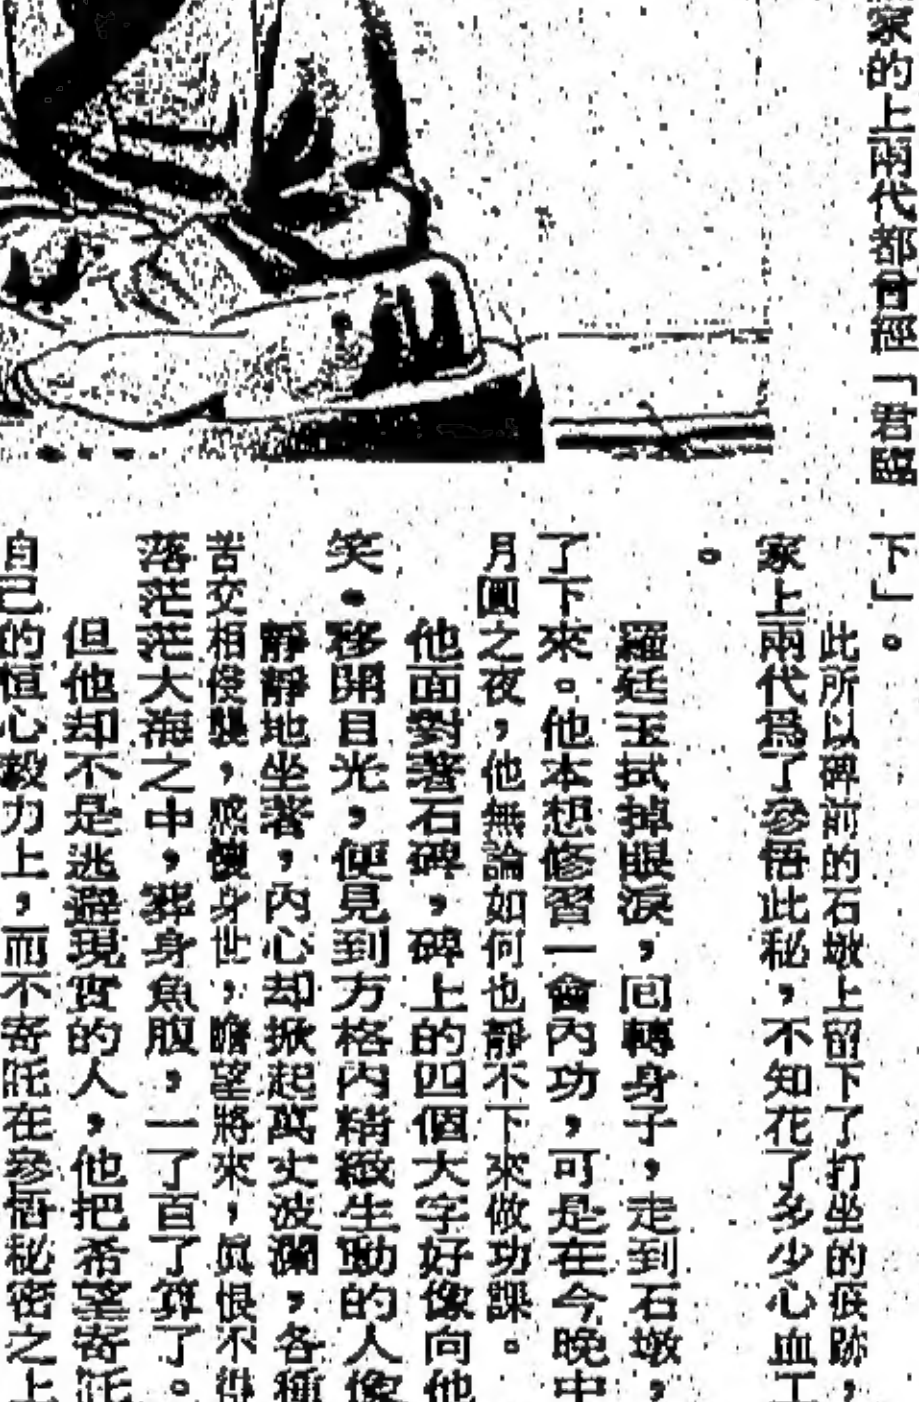 家的上兩代都曾經「君臨
下」。
此所以碑前的石墩上留下了打坐的痕跡，
家上兩代爲了參悟此秘，不知花了多少心血工
。
羅廷玉拭掉眼淚，回轉身子，走到石墩，
了下來。他本想修習一會內功，可是在今晚中
月圓之夜，他無論如何也靜不下來做功課。
他面對著石碑，碑上的四個大字好像向他
笑。移開目光，便見到方格內精緻生動的人像
靜靜地坐著，內心却掀起萬丈波瀾，各種
苦交相侵襲，感懷身世，瞻望將來，眞恨不得
落茫茫大海之中，葬身魚腹，一了百了算了。
但他却不是逃避現實的人，他把希望寄託
自己的恒心毅力上，而不寄託在參悟秘密之上